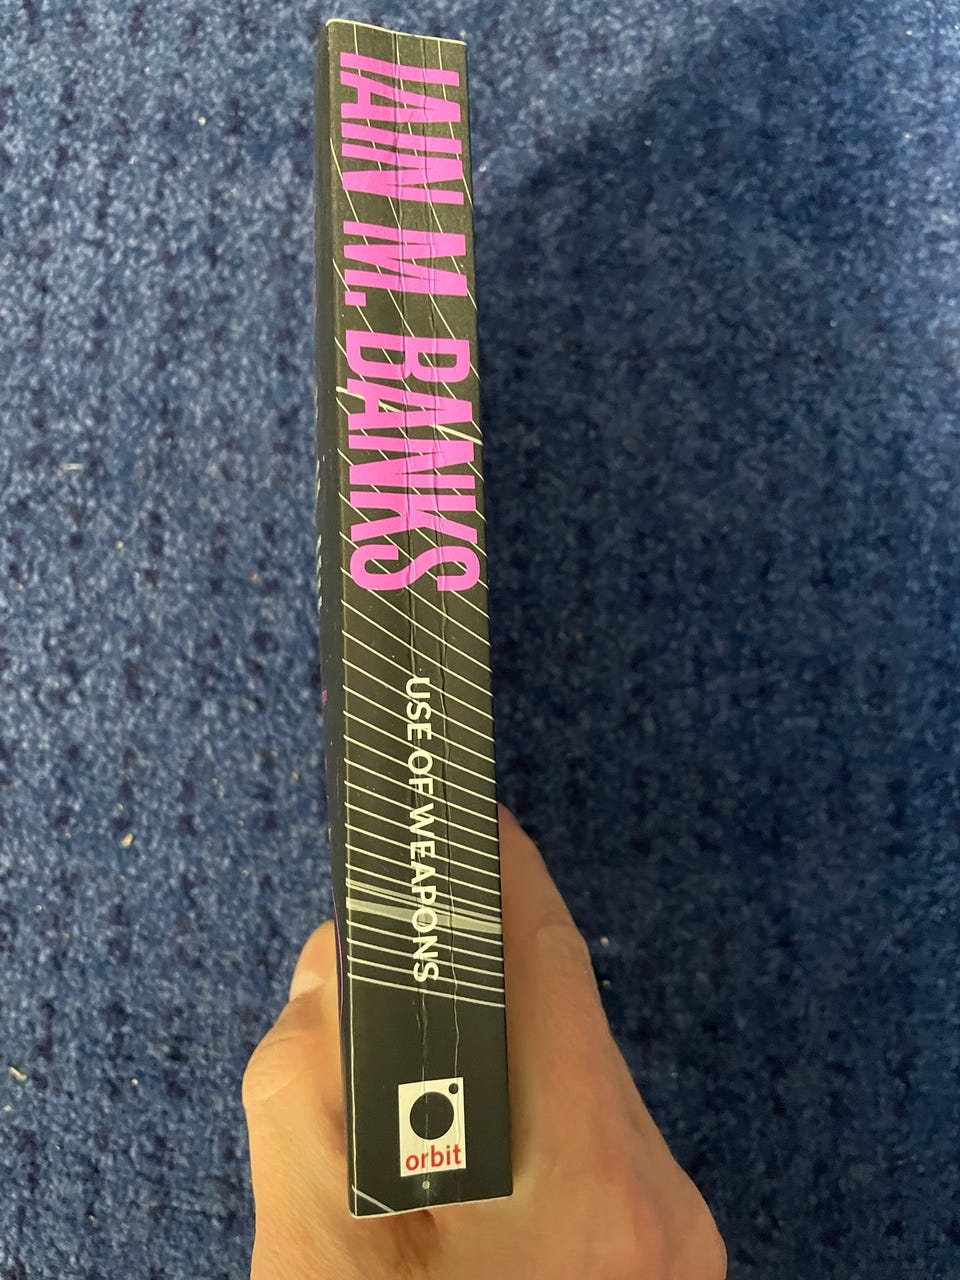 IAIN M. BANKS
USE OF WEAPONS
orbit